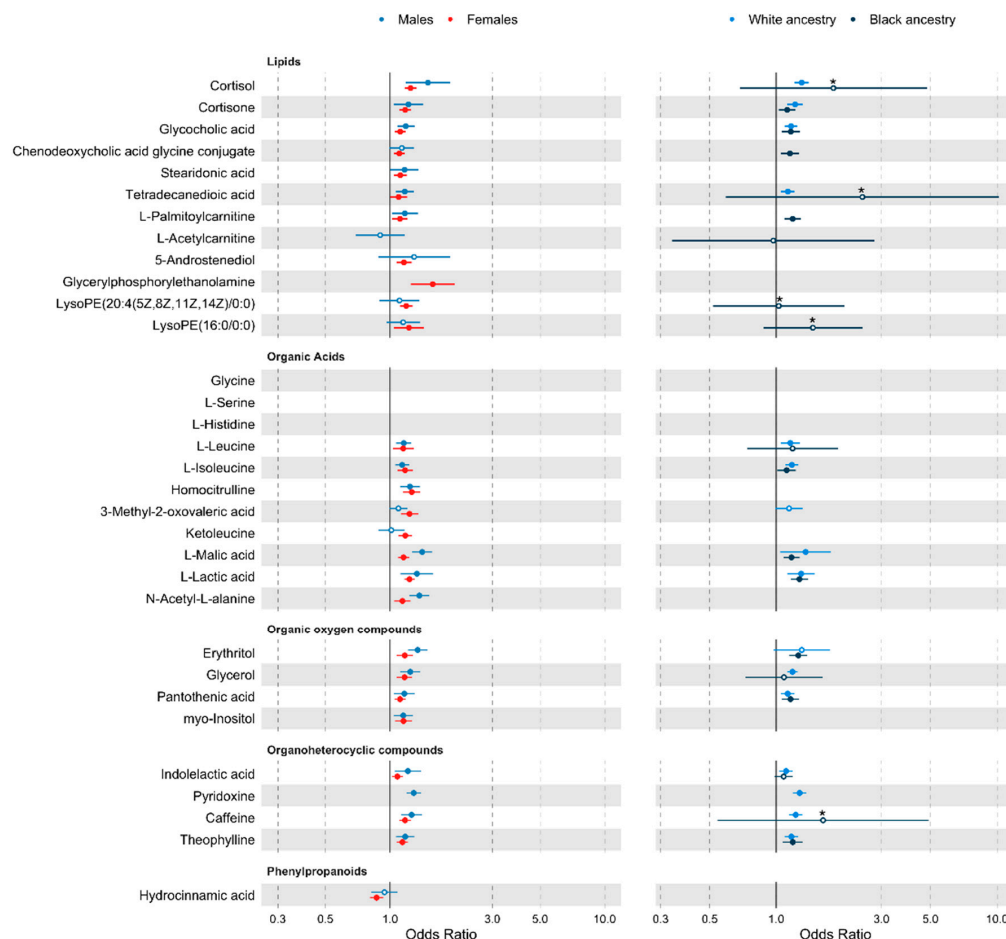 Males Females White ancestry Black ancestry
Lipids
Cortisol
*
Cortisone
Glycocholic acid
Chenodeoxycholic acid glycine conjugate
Stearidonic acid
Tetradecanedioic acid
*
L-Palmitoylcarnitine
L-Acetylcarnitine
5-Androstenediol
Glycerylphosphorylethanolamine
LysoPE(20:4(5Z,8Z,11Z,14Z)/0:0)
*
LysoPE(16:0/0:0)
*
Organic Acids
Glycine
L-Serine
L-Histidine
L-Leucine
L-Isoleucine
Homocitrulline
3-Methyl-2-oxovaleric acid
Ketoleucine
L-Malic acid
L-Lactic acid
N-Acetyl-L-alanine
Organic oxygen compounds
Erythritol
Glycerol
Pantothenic acid
myo-Inositol
Organoheterocyclic compounds
Indolelactic acid
Pyridoxine
Caffeine
*
Theophylline
Phenylpropanoids
Hydrocinnamic acid
0.3 0.5 1.0 3.0 5.0 10.0 0.3 0.5 1.0 3.0 5.0 10.0
Odds Ratio Odds Ratio